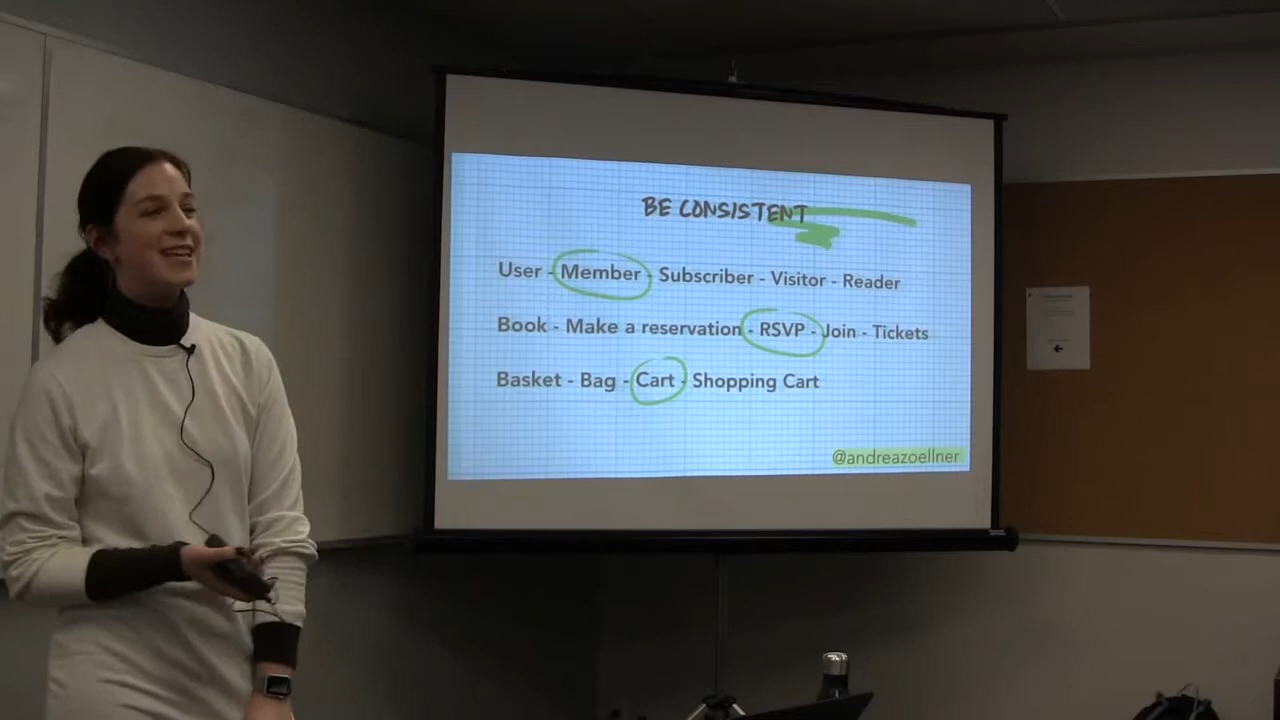 BE CONSISTENT
User - Member - Subscriber - Visitor - Reader
Book - Make a reservation - RSVP - Join - Tickets
Basket - Bag - Cart - Shopping Cart
@andreazoellner